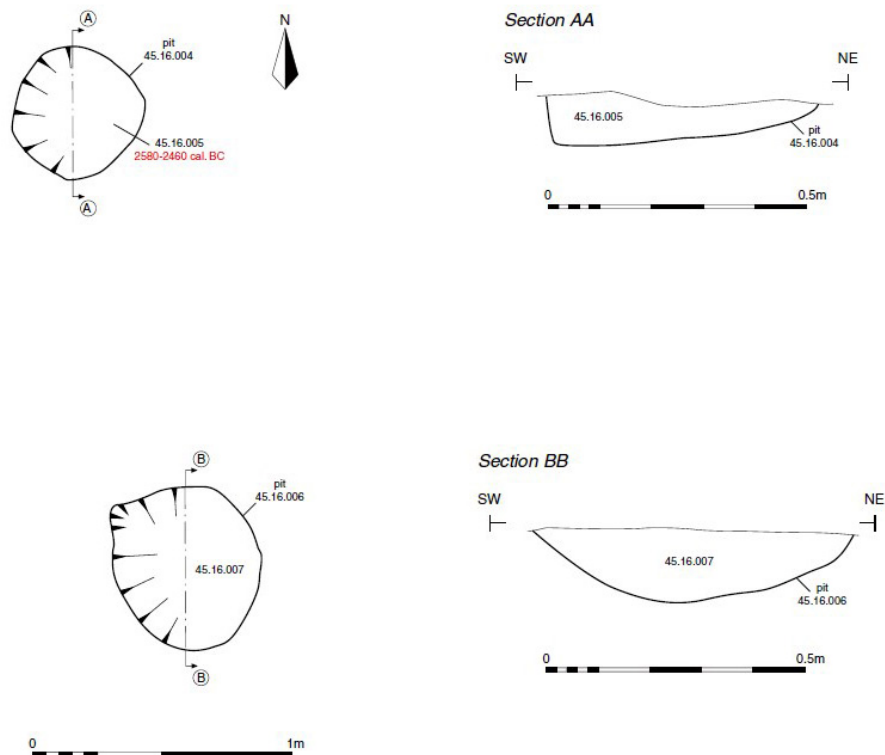 A
pit
45.16.004
N
45.16.005
2580-2460 cal. BC
A
Section AA
SW
NE
45.16.005
pit
45.16.004
0
0.5m
B
pit
45.16.006
45.16.007
B
Section BB
SW
NE
45.16.007
pit
45.16.006
0
0.5m
0
1m